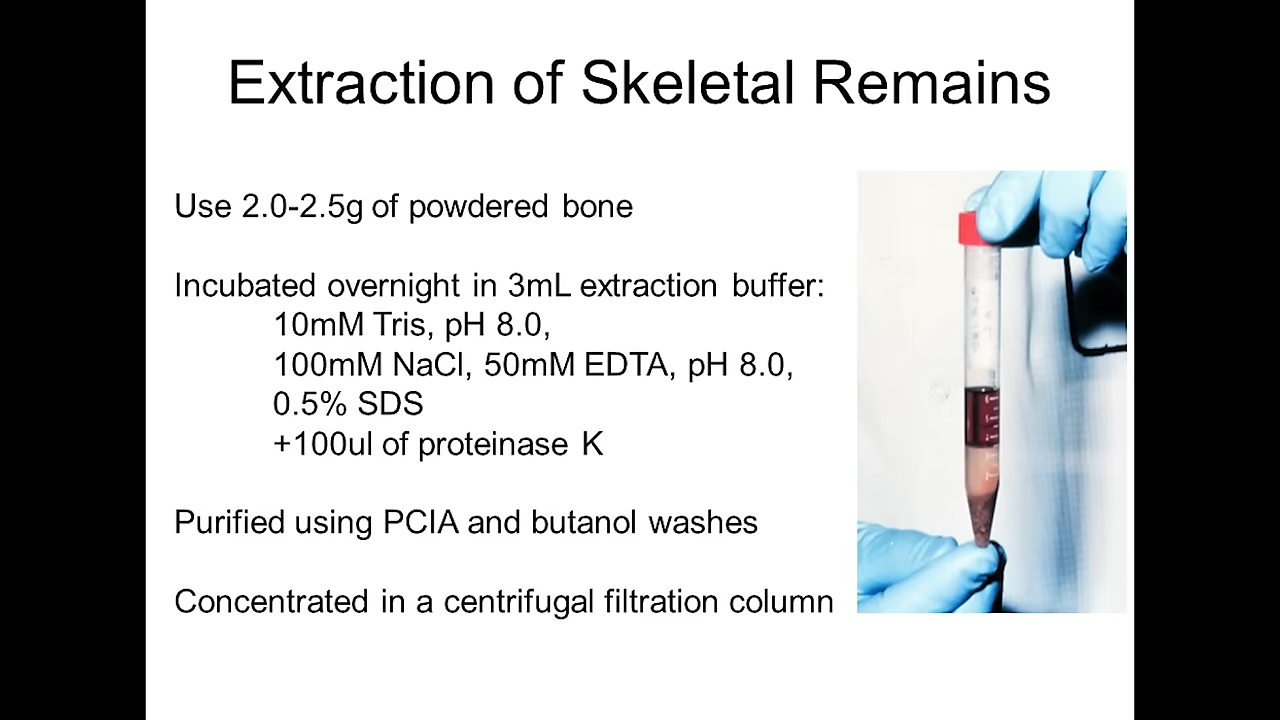 Extraction of Skeletal Remains
Use 2.0-2.5g of powdered bone
Incubated overnight in 3mL extraction buffer:
10mM Tris, pH 8.0,
100mM NaCl, 50mM EDTA, pH 8.0,
0.5% SDS
+100ul of proteinase K
Purified using PCIA and butanol washes
Concentrated in a centrifugal filtration column